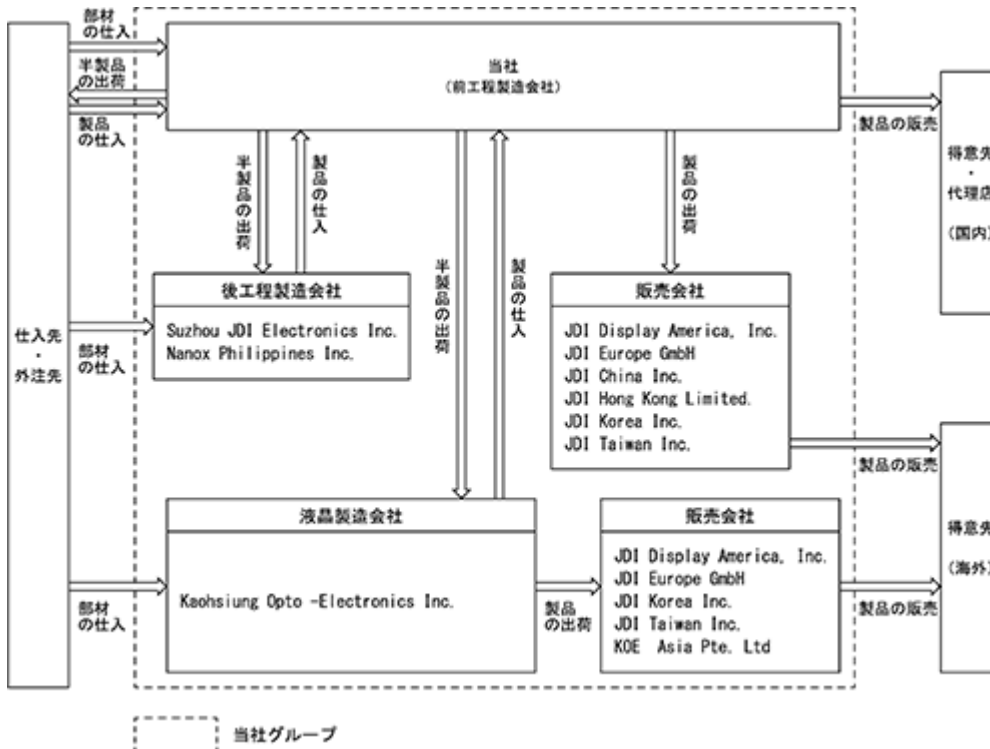 部材
の仕入
半製品
の出荷
製品
の仕入
当社
(前工程製造会社)
製品の販売
得意先
・
代理店
(国内)
半製品の出荷
製品の仕入
半製品の出荷
製品の仕入
製品の出荷
仕入先
・
外注先
部材
の仕入
後工程製造会社
Suzhou JDI Electronics Inc.
Nanox Philippines Inc.
販売会社
JDI Display America, Inc.
JDI Europe GmbH
JDI China Inc.
JDI Hong Kong Limited.
JDI Korea Inc.
JDI Taiwan Inc.
製品の販売
得意先
(海外)
部材
の仕入
液晶製造会社
Kaohsiung Opto -Electronics Inc.
製品
の出荷
販売会社
JDI Display America, Inc.
JDI Europe GmbH
JDI Korea Inc.
JDI Taiwan Inc.
KOE Asia Pte. Ltd
製品の販売
当社グループ